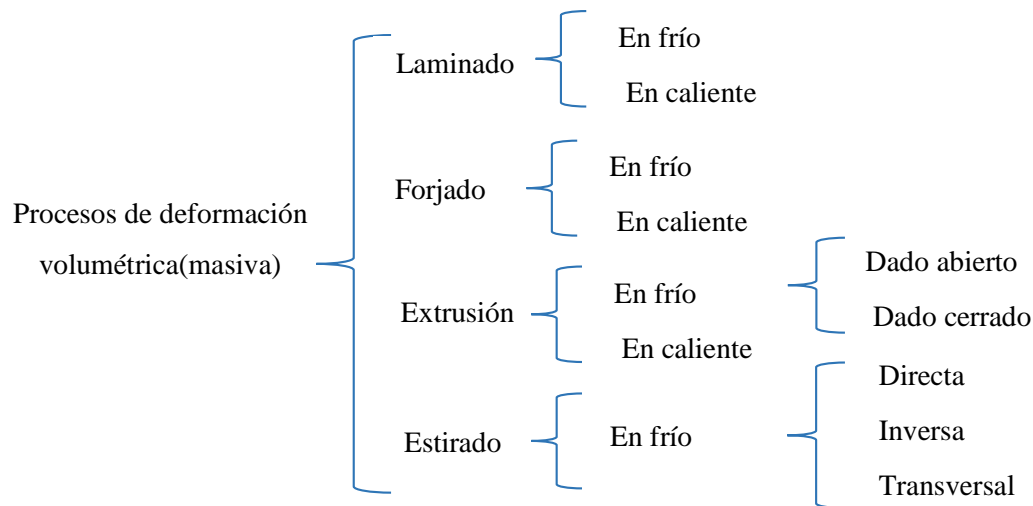 Procesos de deformación
volumétrica(masiva)
Laminado
En frío
En caliente
Forjado
En frío
En caliente
Extrusión
En frío
En caliente
Dado abierto
Dado cerrado
Estirado
En frío
Directa
Inversa
Transversal